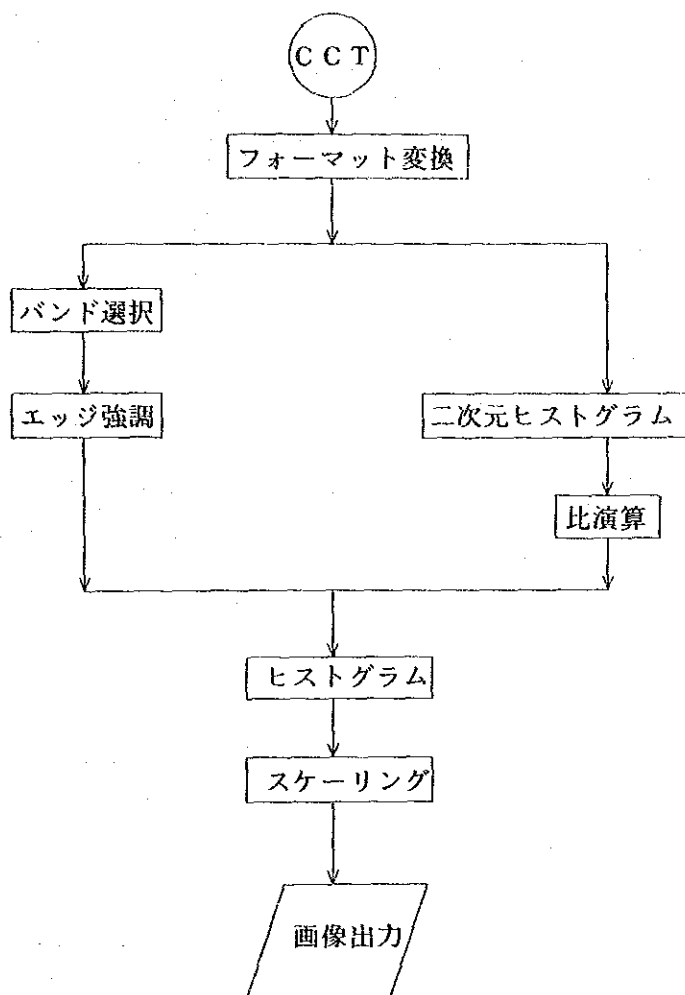 CCT
フォーマット変換
バンド選択
エッジ強調
二次元ヒストグラム
比演算
ヒストグラム
スケーリング
画像出力